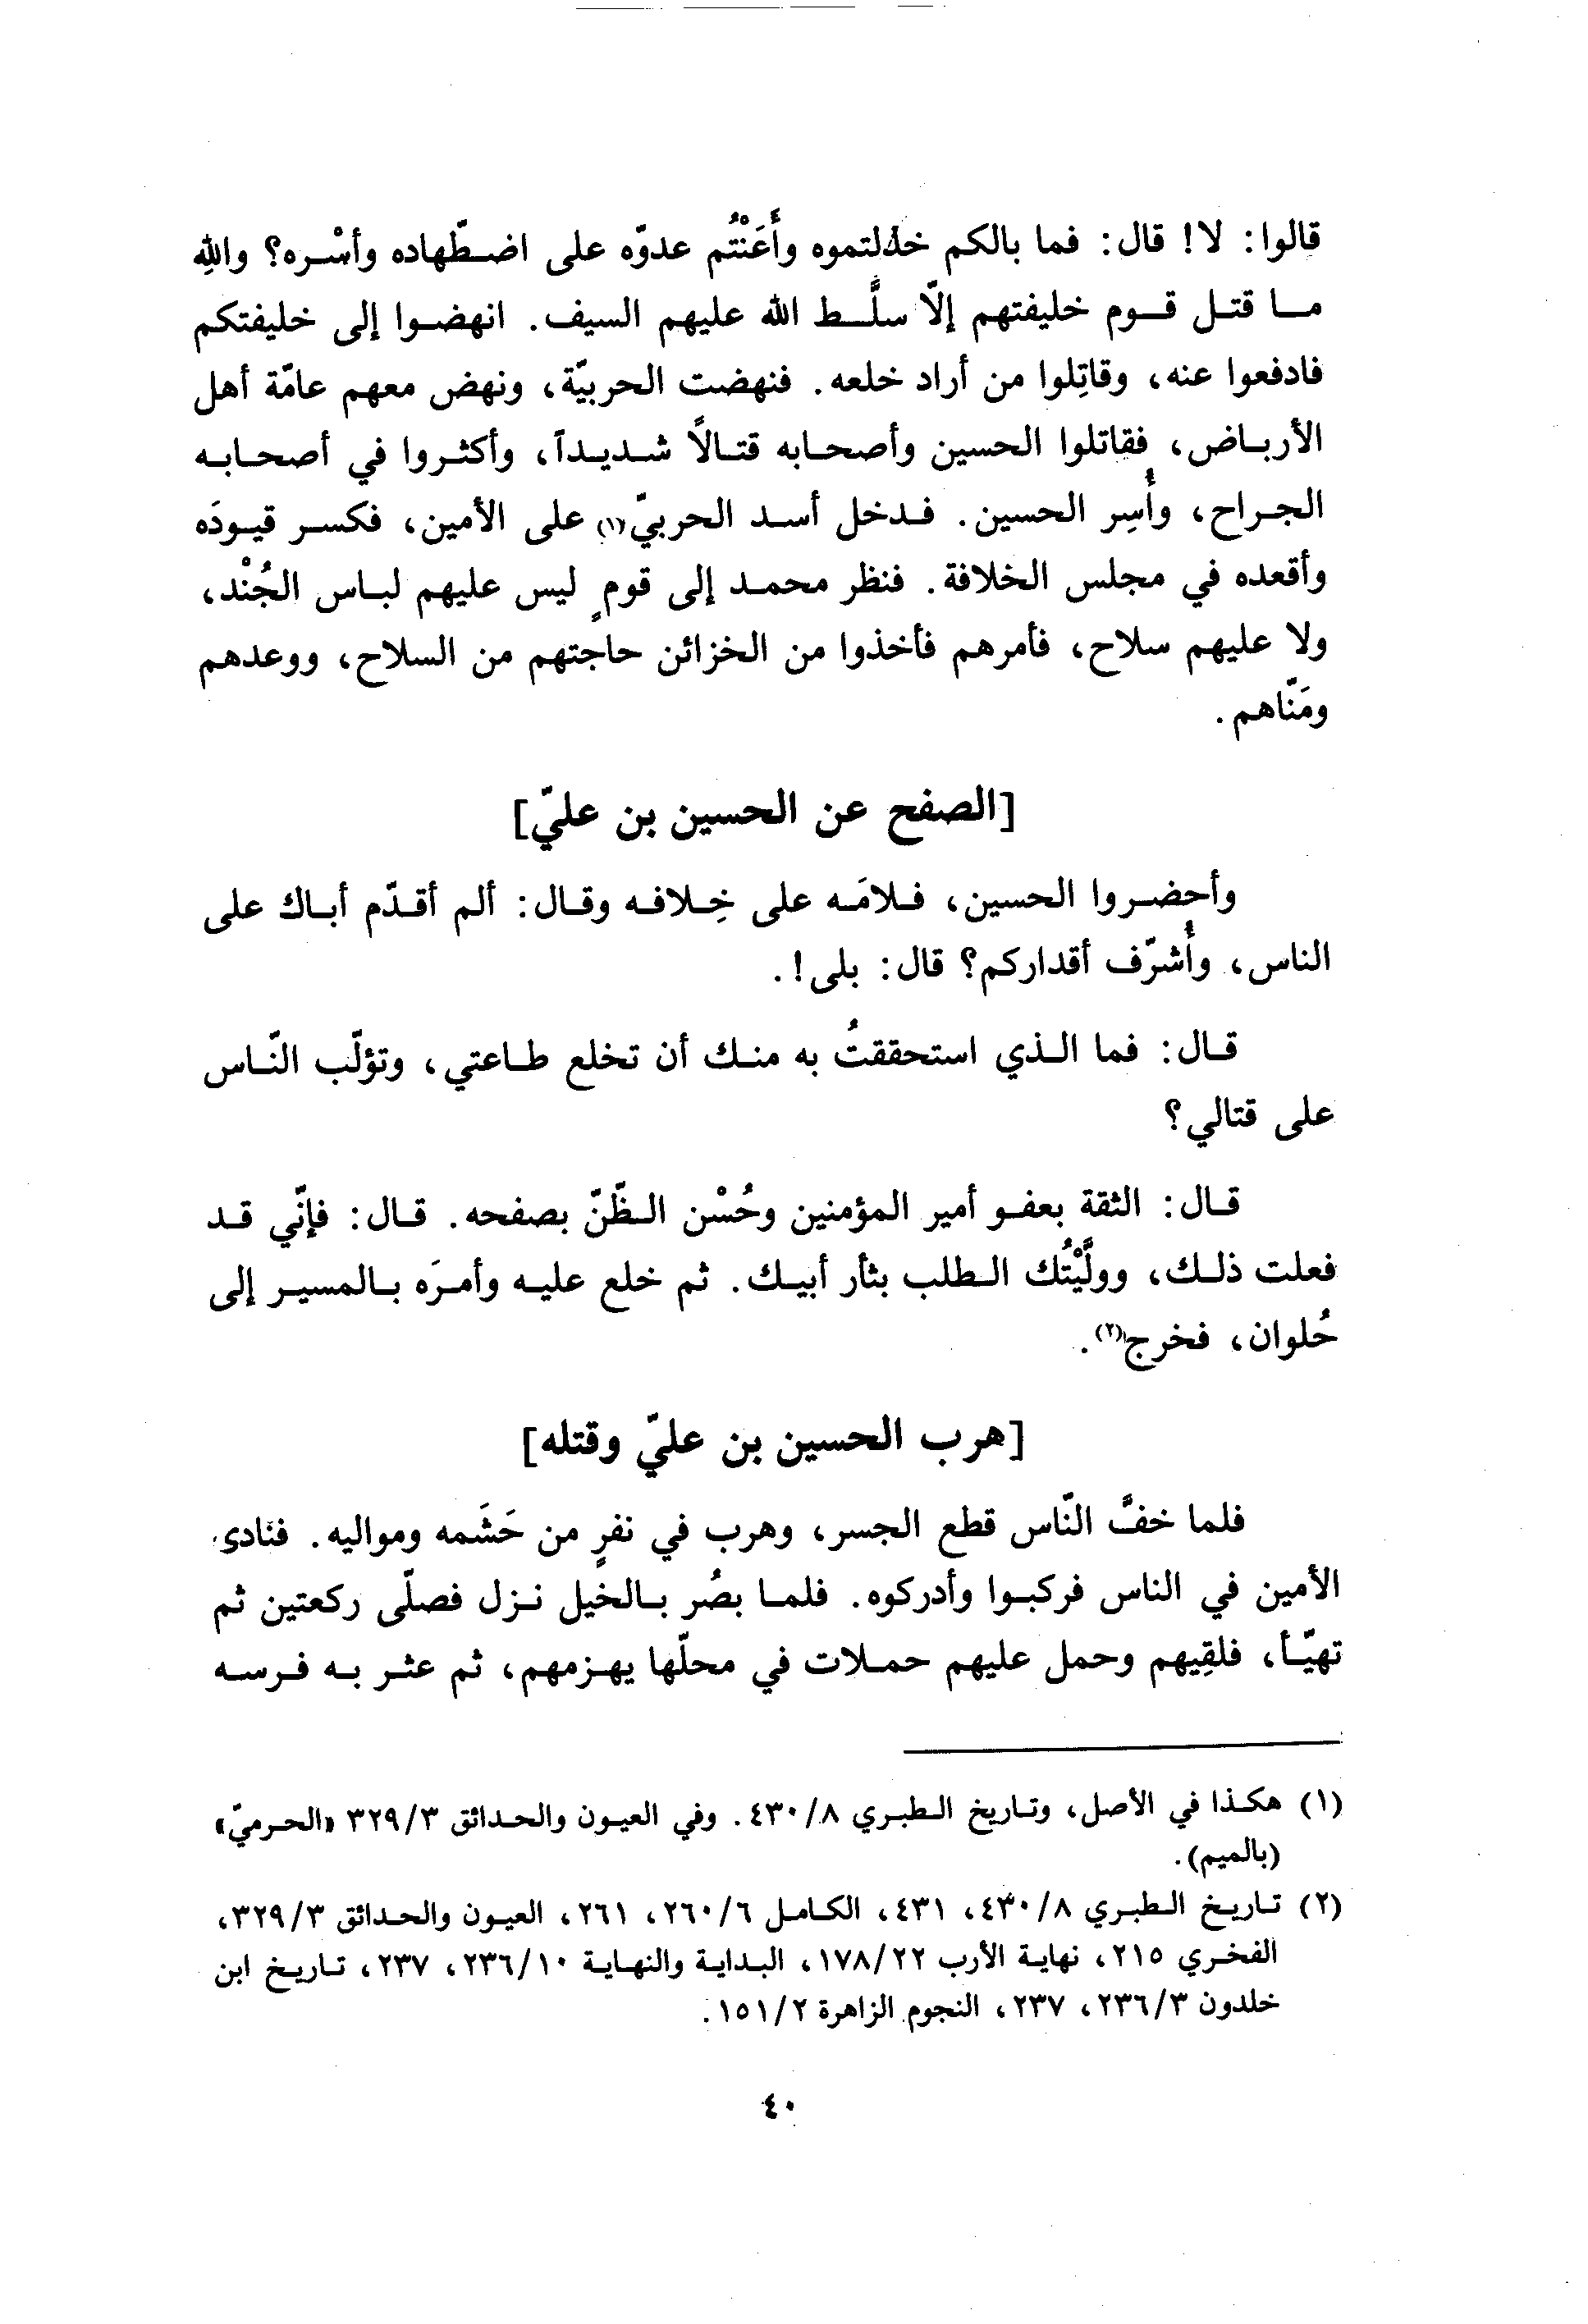 قالوا: لا! قال: فما بالكم خذلتموه وأَعَنْتُم عدوّه على اضطّهاده وأسْره؟ واللهِ
ما قتل قوم خليفتهم إلّا سلَّط الله عليهم السيف. انهضوا إلى خليفتكم
فادفعوا عنه، وقاتِلوا من أراد خلعه. فنهضت الحربيّة، ونهض معهم عامّة أهل
الأرباض، فقاتلوا الحسين وأصحابه قتالًا شديداً، وأكثروا في أصحابه
الجراح، وأُسِر الحسين. فدخل أسد الحربيّ(١) على الأمين، فكسر قيودَه
وأقعده في مجلس الخلافة. فنظر محمد إلى قومٍ ليس عليهم لباس الجُنْد،
ولا عليهم سلاح، فأمرهم فأخذوا من الخزائن حاجتهم من السلاح، ووعدهم
ومَنّاهم.
[الصفح عن الحسين بن عليّ]
وأحضروا الحسين، فلامَه على خِلافه وقال: ألم أقدّم أباك على
الناس، وأُشرّف أقداركم؟ قال: بلى!.
قال: فما الذي استحققتُ به منك أن تخلع طاعتي، وتؤلّب النّاس
على قتالي؟
قال: الثقة بعفو أمير المؤمنين وحُسْن الظّنّ بصفحه. قال: فإنّي قد
فعلت ذلك، وولَّيْتُك الطلب بثأر أبيك. ثم خلع عليه وأمرَه بالمسير إلى
حُلوان، فخرج(٢).
[هرب الحسين بن عليّ وقتله]
فلما خفَّ النّاس قطع الجسر، وهرب في نفرٍ من حَشَمه ومواليه. فنادى
الأمين في الناس فركبوا وأدركوه. فلما بصُر بالخيل نزل فصلّى ركعتين ثم
تهيّأ، فلقِيهم وحمل عليهم حملات في محلّها يهزمهم، ثم عثر به فرسه
(١) هكذا في الأصل، وتاريخ الطبري ٤٣٠/٨. وفي العيون والحدائق ٣٢٩/٣ «الحرميّ»
(بالميم).
(٢) تاريخ الطبري ٤٣٠/٨، ٤٣١، الكامل ٢٦٠/٦، ٢٦١، العيون والحدائق ٣٢٩/٣،
الفخري ٢١٥، نهاية الأرب ١٧٨/٢٢، البداية والنهاية ٢٣٦/١٠، ٢٣٧، تاريخ ابن
خلدون ٢٣٦/٣، ٢٣٧، النجوم الزاهرة ١٥١/٢.
٤٠